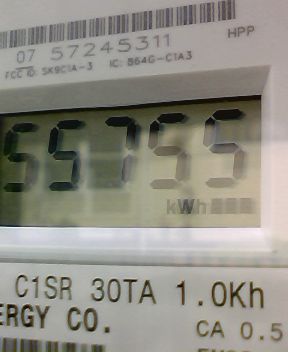 07 57245311
HPP
FCC ID: SK9C1A-3 IC: 864G-C1A3
55755
kWh
C1SR 30TA 1.0Kh
ERGY CO.
CA 0.5